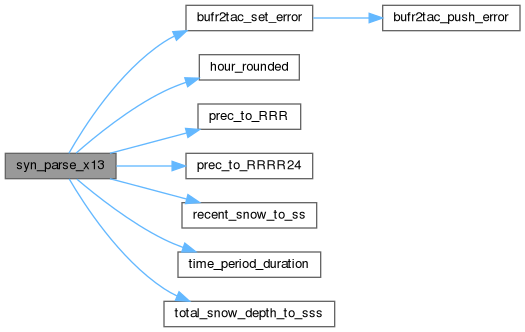 bufr2tac_set_error
bufr2tac_push_error
hour_rounded
prec_to_RRR
syn_parse_x13
prec_to_RRRR24
recent_snow_to_ss
time_period_duration
total_snow_depth_to_sss